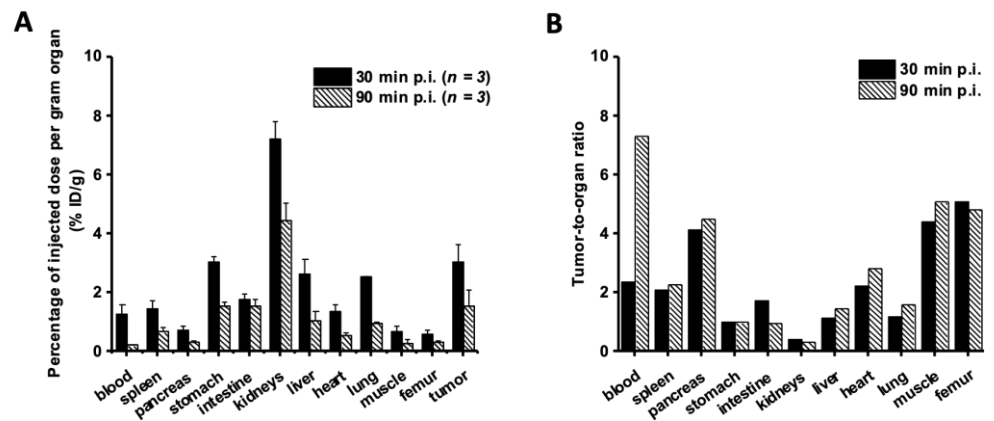 A
Percentage of injected dose per gram organ
(% ID/g)
10
8
6
4
2
0
30 min p.i. (n = 3)
90 min p.i. (n = 3)
blood
spleen
pancreas
stomach
intestine
kidneys
liver
heart
lung
muscle
femur
tumor
B
Tumor-to-organ ratio
10
8
6
4
2
0
30 min p.i.
90 min p.i.
blood
spleen
pancreas
stomach
intestine
kidneys
liver
heart
lung
muscle
femur